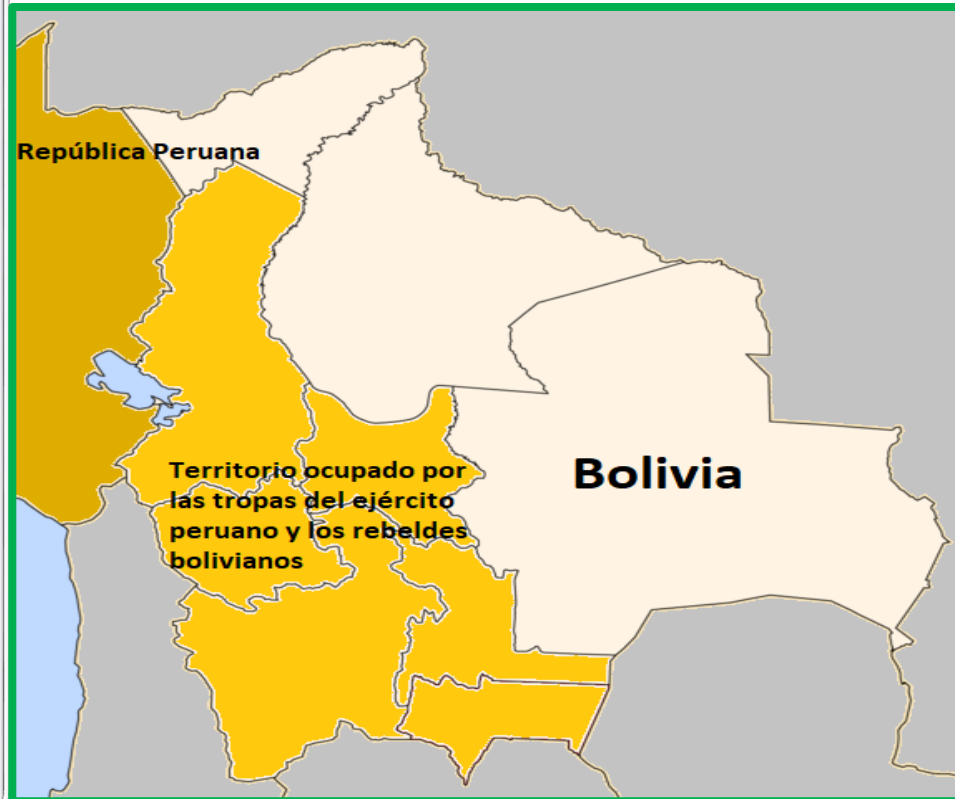 República Peruana
Territorio ocupado por
las tropas del ejército
peruano y los rebeldes
bolivianos
Bolivia